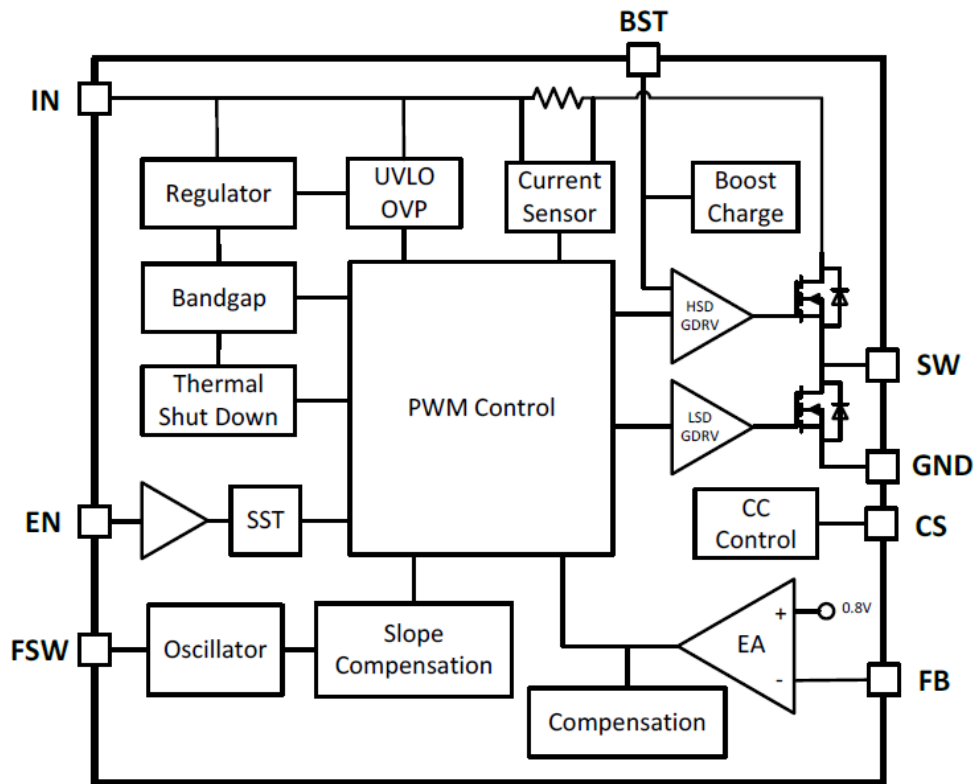 BST
IN
Regulator
UVLO
OVP
Current
Sensor
Boost
Charge
Bandgap
HSD
GDRV
Thermal
Shut Down
PWM Control
SW
LSD
GDRV
GND
EN
SST
CC
Control
CS
FSW
Oscillator
Slope
Compensation
+
0.8V
EA
-
FB
Compensation